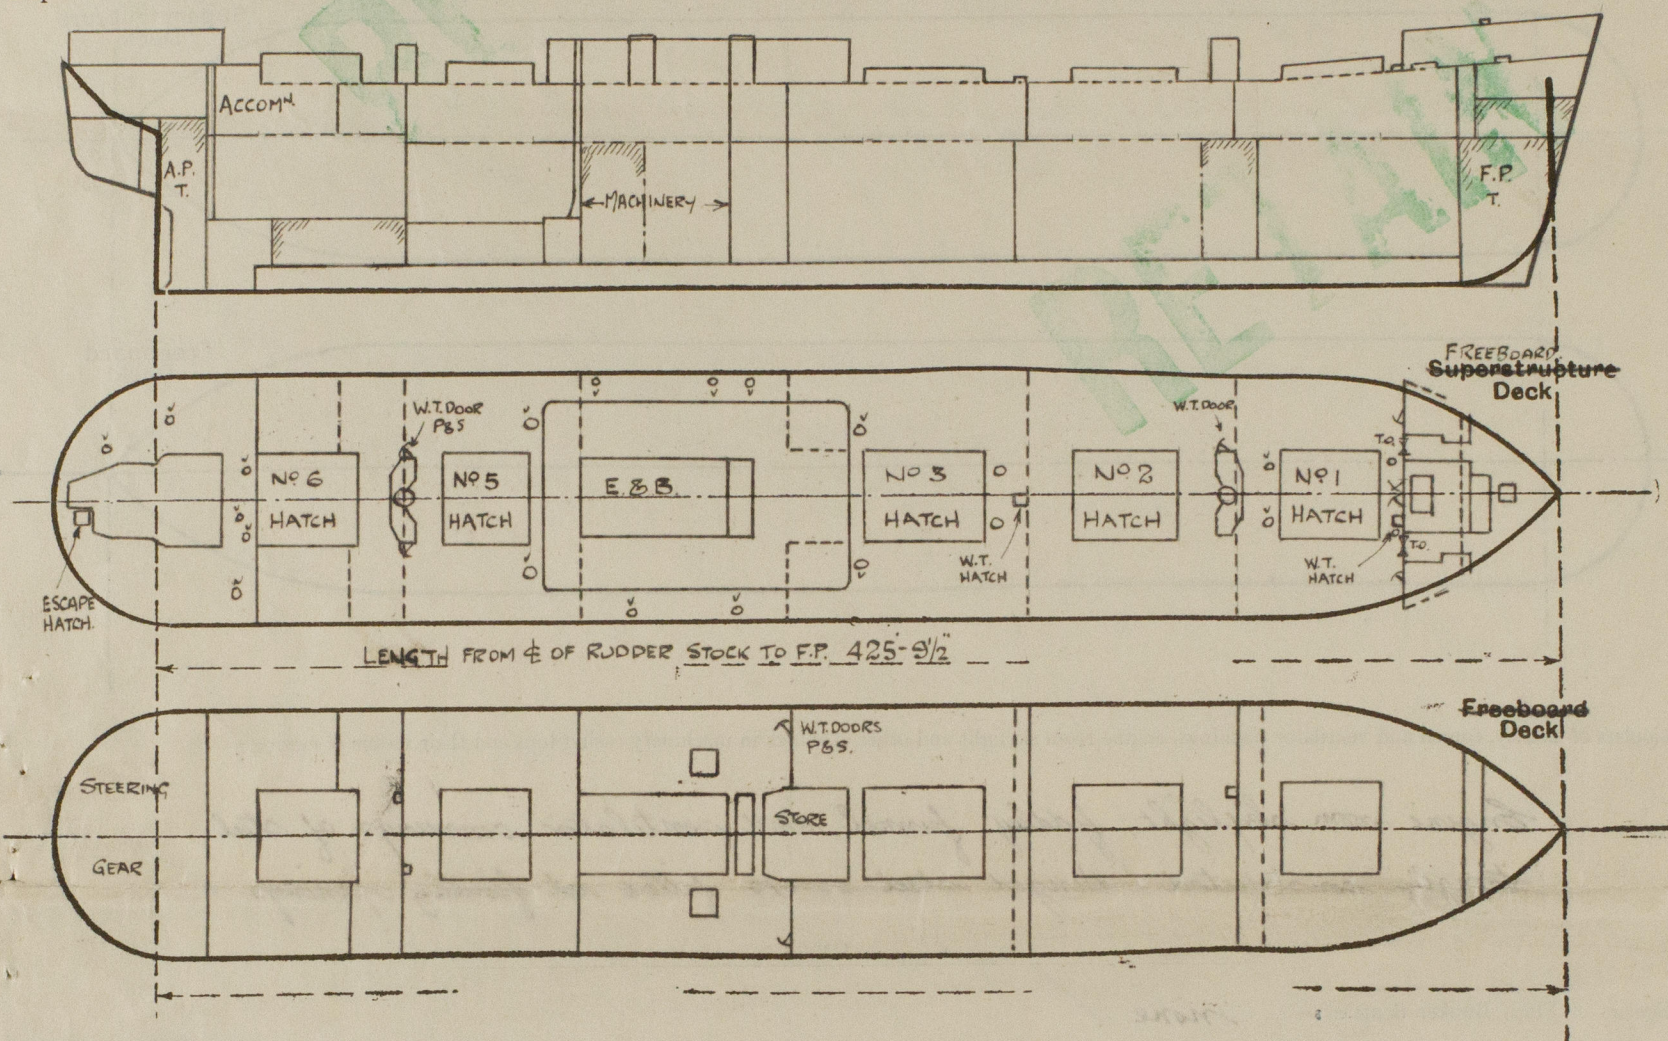 ACCOMN.
A.P.
T.
MACHINERY
F.P.
T.
RETAIN
FREEBOARD
Superstructure
Deck
W.T. DOOR
P&S
W.T. DOOR
T.O.
No 6
HATCH
No 5
HATCH
E. & B.
No 3
HATCH
No 2
HATCH
No 1
HATCH
T.O.
W.T.
HATCH
W.T.
HATCH
ESCAPE
HATCH.
LENGTH FROM ℄ OF RUDDER STOCK TO F.P. 425'-9½"
Freeboard
Deck
W.T. DOORS
P&S.
STEERING
GEAR
STORE